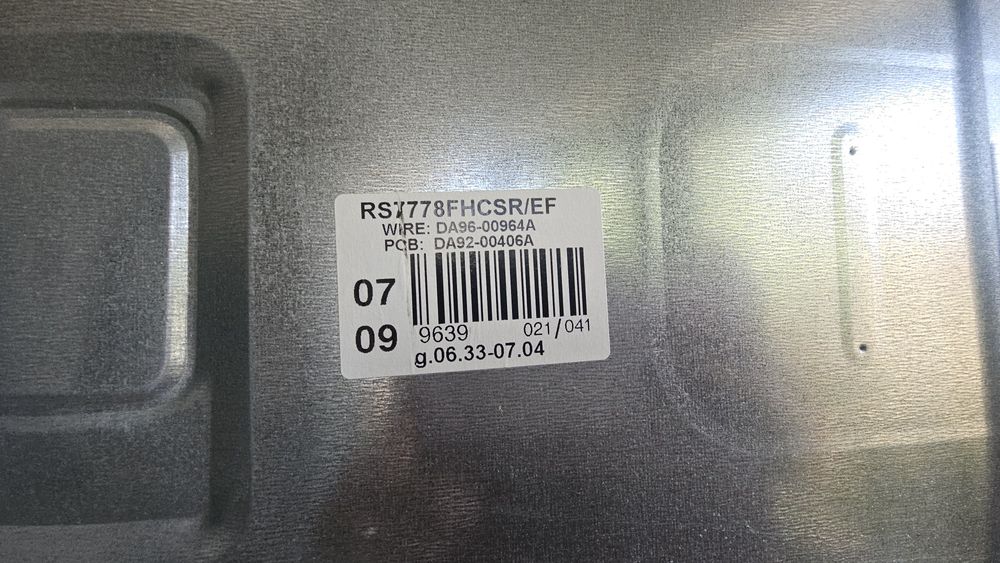 RS7778FHCSR/EF
WIRE: DA96-00964A
PCB: DA92-00406A
07
09
9639 021/041
g.06.33-07.04